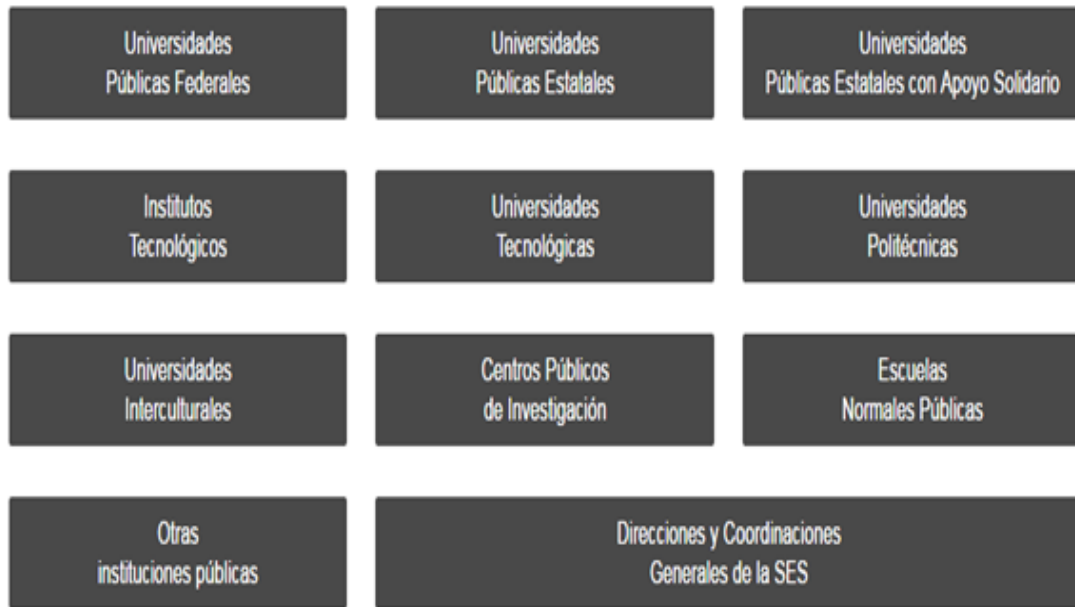 Universidades
Públicas Federales
Universidades
Públicas Estatales
Universidades
Públicas Estatales con Apoyo Solidario
Institutos
Tecnológicos
Universidades
Tecnológicas
Universidades
Politécnicas
Universidades
Interculturales
Centros Públicos
de Investigación
Escuelas
Normales Públicas
Otras
instituciones públicas
Direcciones y Coordinaciones
Generales de la SES